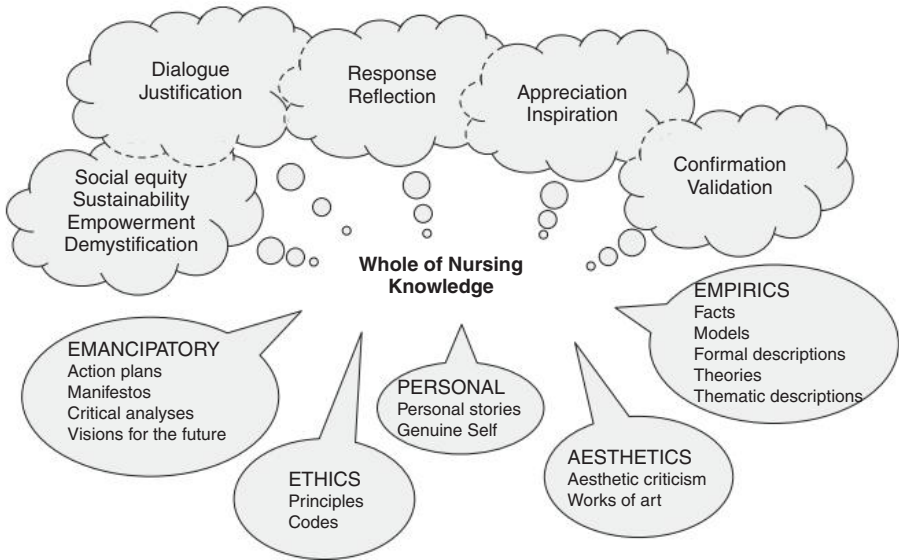 Dialogue
Justification
Response
Reflection
Appreciation
Inspiration
Confirmation
Validation
Social equity
Sustainability
Empowerment
Demystification
Whole of Nursing
Knowledge
EMANCIPATORY
Action plans
Manifestos
Critical analyses
Visions for the future
ETHICS
Principles
Codes
PERSONAL
Personal stories
Genuine Self
AESTHETICS
Aesthetic criticism
Works of art
EMPIRICS
Facts
Models
Formal descriptions
Theories
Thematic descriptions